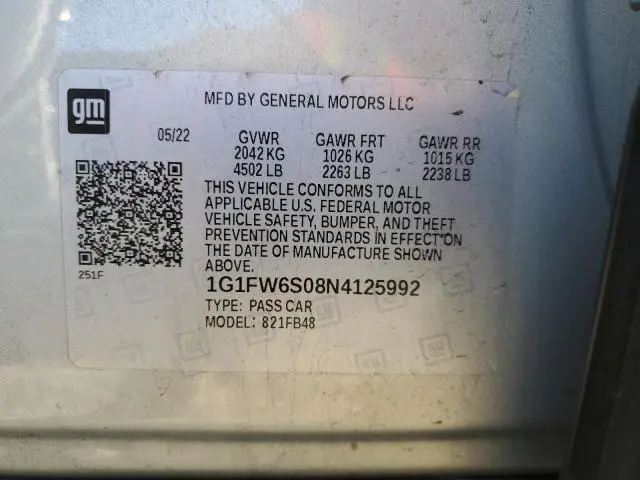 gm
MFD BY GENERAL MOTORS LLC
05/22 GVWR GAWR FRT GAWR RR
2042 KG 1026 KG 1015 KG
4502 LB 2263 LB 2238 LB
THIS VEHICLE CONFORMS TO ALL
APPLICABLE U.S. FEDERAL MOTOR
VEHICLE SAFETY, BUMPER, AND THEFT
PREVENTION STANDARDS IN EFFECT ON
THE DATE OF MANUFACTURE SHOWN
ABOVE.
251F
1G1FW6S08N4125992
TYPE: PASS CAR
MODEL: 821FB48